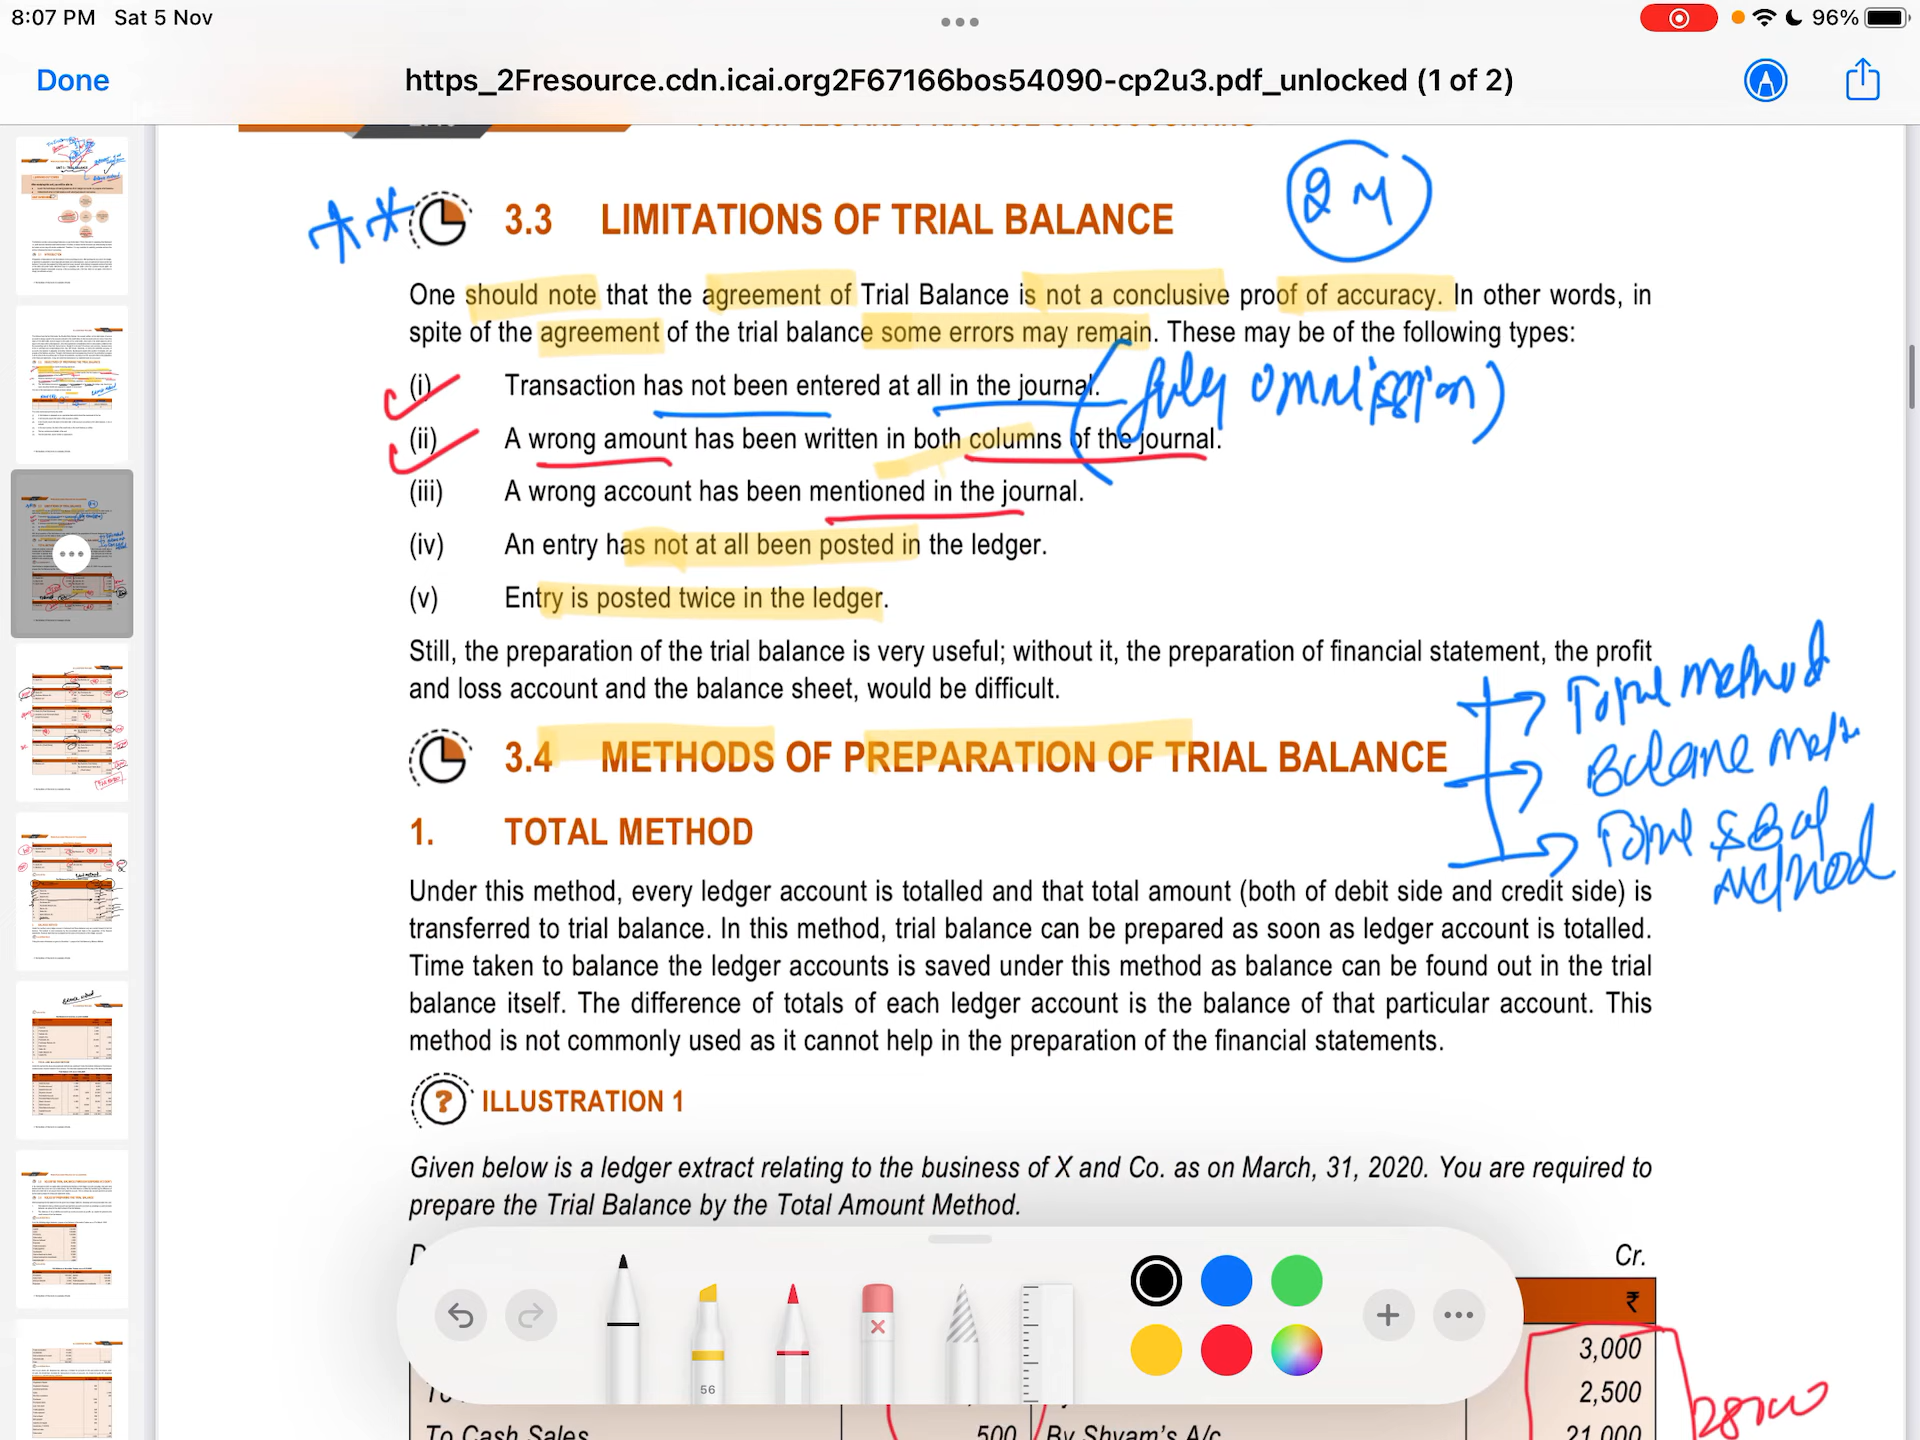 8:07 PM Sat 5 Nov
96%
Done
https_2Fresource.cdn.icai.org2F67166bos54090-cp2u3.pdf_unlocked (1 of 2)
2 M
3.3 LIMITATIONS OF TRIAL BALANCE
One should note that the agreement of Trial Balance is not a conclusive proof of accuracy. In other words, in
spite of the agreement of the trial balance some errors may remain. These may be of the following types:
(i) Transaction has not been entered at all in the journal.
(fully ommission)
(ii) A wrong amount has been written in both columns of the journal.
(iii) A wrong account has been mentioned in the journal.
(iv) An entry has not at all been posted in the ledger.
(v) Entry is posted twice in the ledger.
Still, the preparation of the trial balance is very useful; without it, the preparation of financial statement, the profit
and loss account and the balance sheet, would be difficult.
Total method
Balance
Total & Bal
method
3.4 METHODS OF PREPARATION OF TRIAL BALANCE
1. TOTAL METHOD
Under this method, every ledger account is totalled and that total amount (both of debit side and credit side) is
transferred to trial balance. In this method, trial balance can be prepared as soon as ledger account is totalled.
Time taken to balance the ledger accounts is saved under this method as balance can be found out in the trial
balance itself. The difference of totals of each ledger account is the balance of that particular account. This
method is not commonly used as it cannot help in the preparation of the financial statements.
? ILLUSTRATION 1
Given below is a ledger extract relating to the business of X and Co. as on March, 31, 2020. You are required to
prepare the Trial Balance by the Total Amount Method.
Cr.
₹
3,000
56
2,500
To Cash Sales 500 By Shyam's A/c 21,000